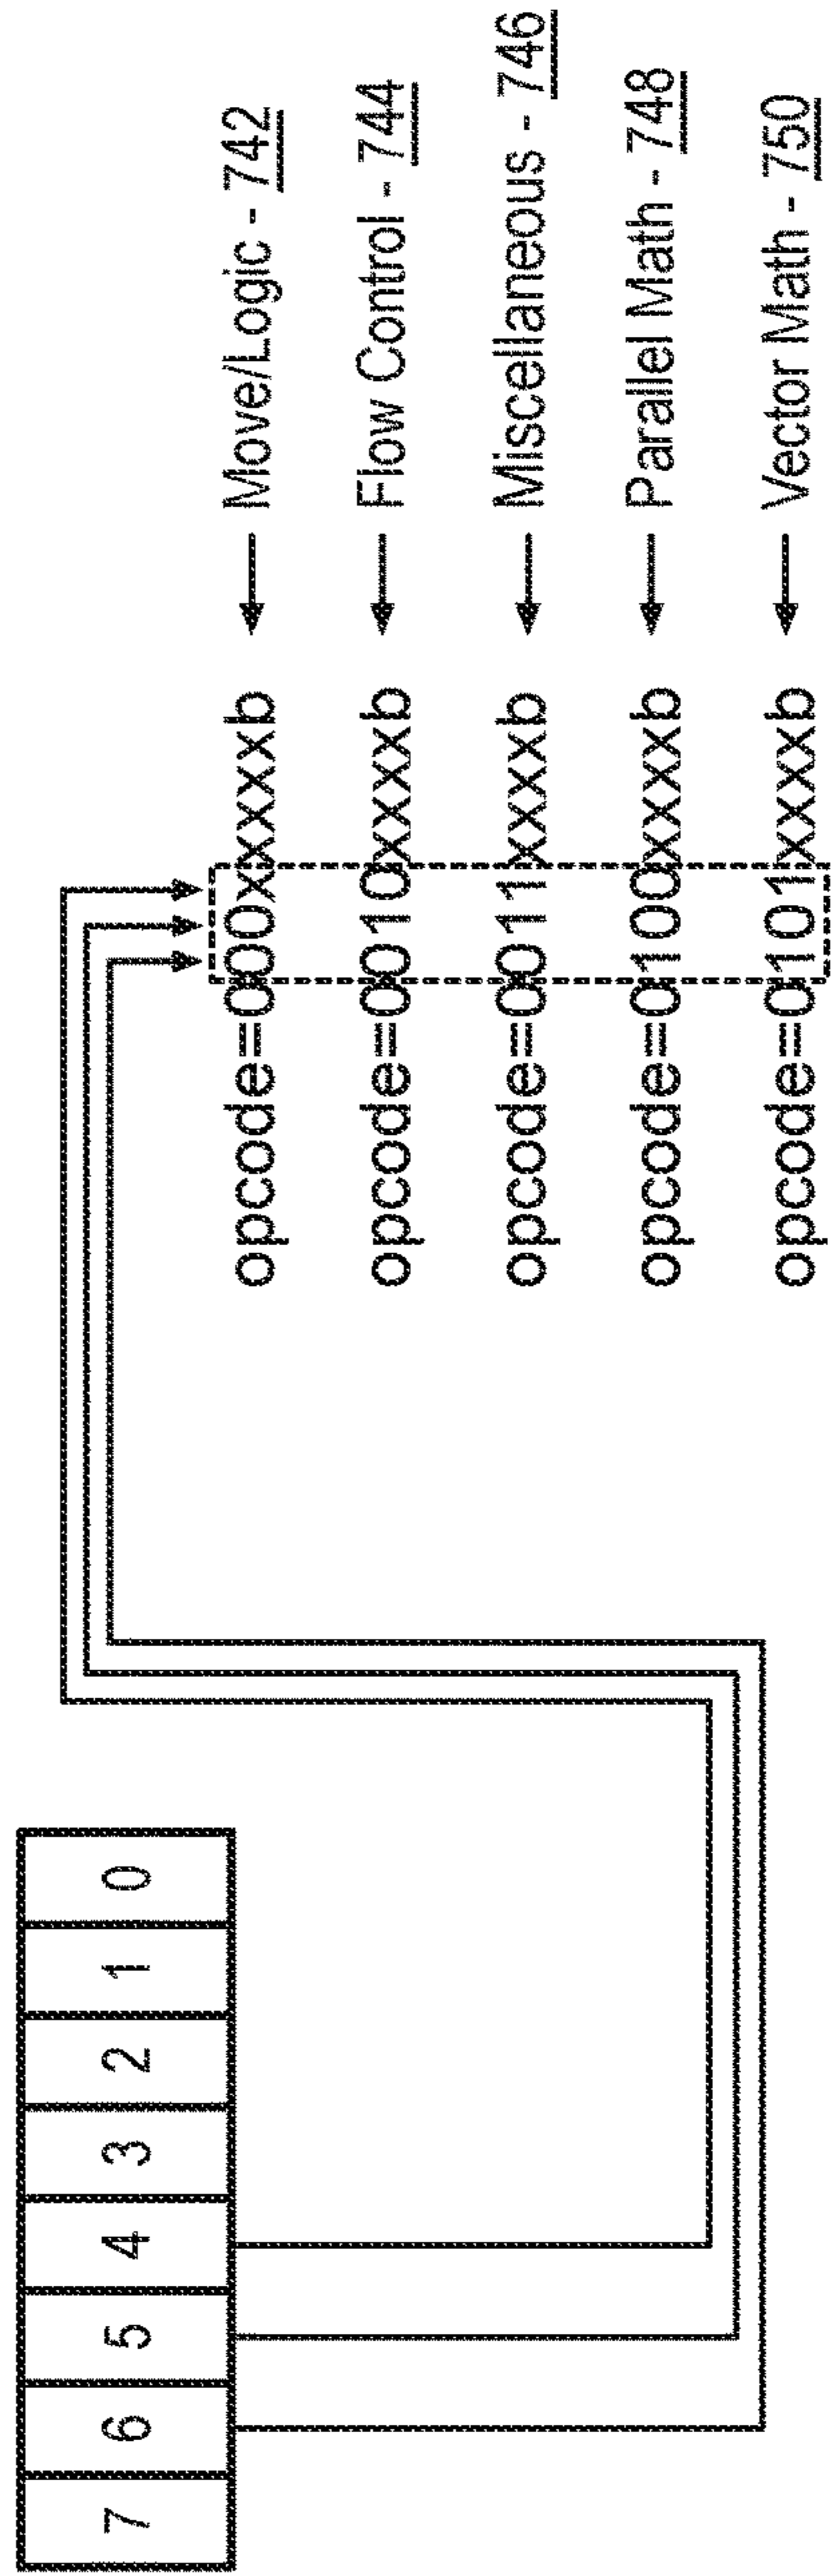 7 6 5 4 3 2 1 0
opcode=000xxxxxb ← Move/Logic - 742
opcode=0010xxxxb ← Flow Control - 744
opcode=0011xxxxb ← Miscellaneous - 746
opcode=0100xxxxb ← Parallel Math - 748
opcode=0101xxxxb ← Vector Math - 750